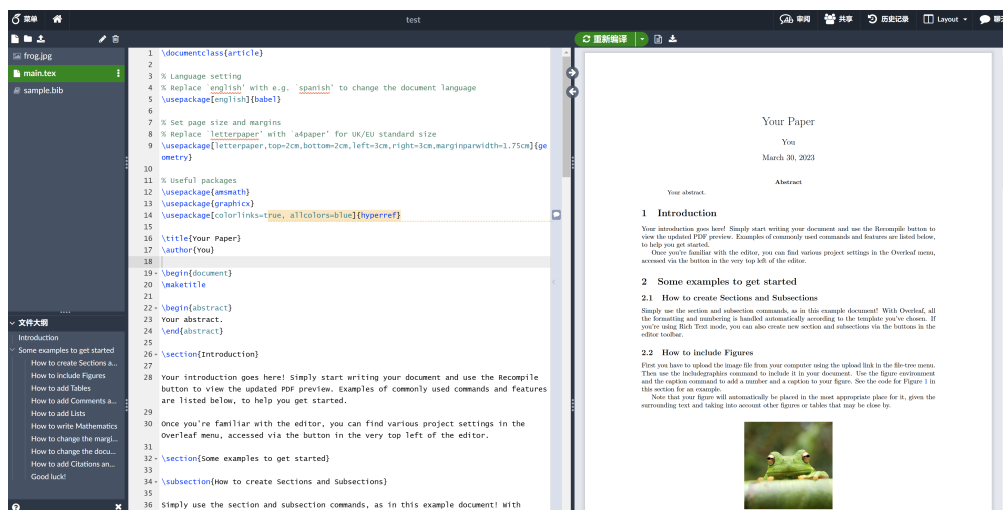 菜单
test
审阅
共享
历史记录
Layout
重新编译
frog.jpg
main.tex
sample.bib
文件大纲
Introduction
Some examples to get started
How to create Sections a...
How to include Figures
How to add Tables
How to add Comments a...
How to add Lists
How to write Mathematics
How to change the margi...
How to change the docu...
How to add Citations an...
Good luck!
1 \documentclass{article}
2
3 % Language setting
4 % Replace `english' with e.g. `spanish' to change the document language
5 \usepackage[english]{babel}
6
7 % Set page size and margins
8 % Replace `letterpaper' with `a4paper' for UK/EU standard size
9 \usepackage[letterpaper,top=2cm,bottom=2cm,left=3cm,right=3cm,marginparwidth=1.75cm]{ge
ometry}
10
11 % Useful packages
12 \usepackage{amsmath}
13 \usepackage{graphicx}
14 \usepackage[colorlinks=true, allcolors=blue]{hyperref}
15
16 \title{Your Paper}
17 \author{You}
18
19 \begin{document}
20 \maketitle
21
22 \begin{abstract}
23 Your abstract.
24 \end{abstract}
25
26 \section{Introduction}
27
28 Your introduction goes here! Simply start writing your document and use the Recompile
button to view the updated PDF preview. Examples of commonly used commands and features
are listed below, to help you get started.
29
30 Once you're familiar with the editor, you can find various project settings in the
Overleaf menu, accessed via the button in the very top left of the editor.
31
32 \section{Some examples to get started}
33
34 \subsection{How to create Sections and Subsections}
35
36 Simply use the section and subsection commands, as in this example document! With
Your Paper
You
March 30, 2023
Abstract
Your abstract.
1 Introduction
Your introduction goes here! Simply start writing your document and use the Recompile button to
view the updated PDF preview. Examples of commonly used commands and features are listed below,
to help you get started.
Once you're familiar with the editor, you can find various project settings in the Overleaf menu,
accessed via the button in the very top left of the editor.
2 Some examples to get started
2.1 How to create Sections and Subsections
Simply use the section and subsection commands, as in this example document! With Overleaf, all
the formatting and numbering is handled automatically according to the template you've chosen. If
you're using Rich Text mode, you can also create new section and subsections via the buttons in the
editor toolbar.
2.2 How to include Figures
First you have to upload the image file from your computer using the upload link in the file-tree menu.
Then use the includegraphics command to include it in your document. Use the figure environment
and the caption command to add a number and a caption to your figure. See the code for Figure 1 in
this section for an example.
Note that your figure will automatically be placed in the most appropriate place for it, given the
surrounding text and taking into account other figures or tables that may be close by.